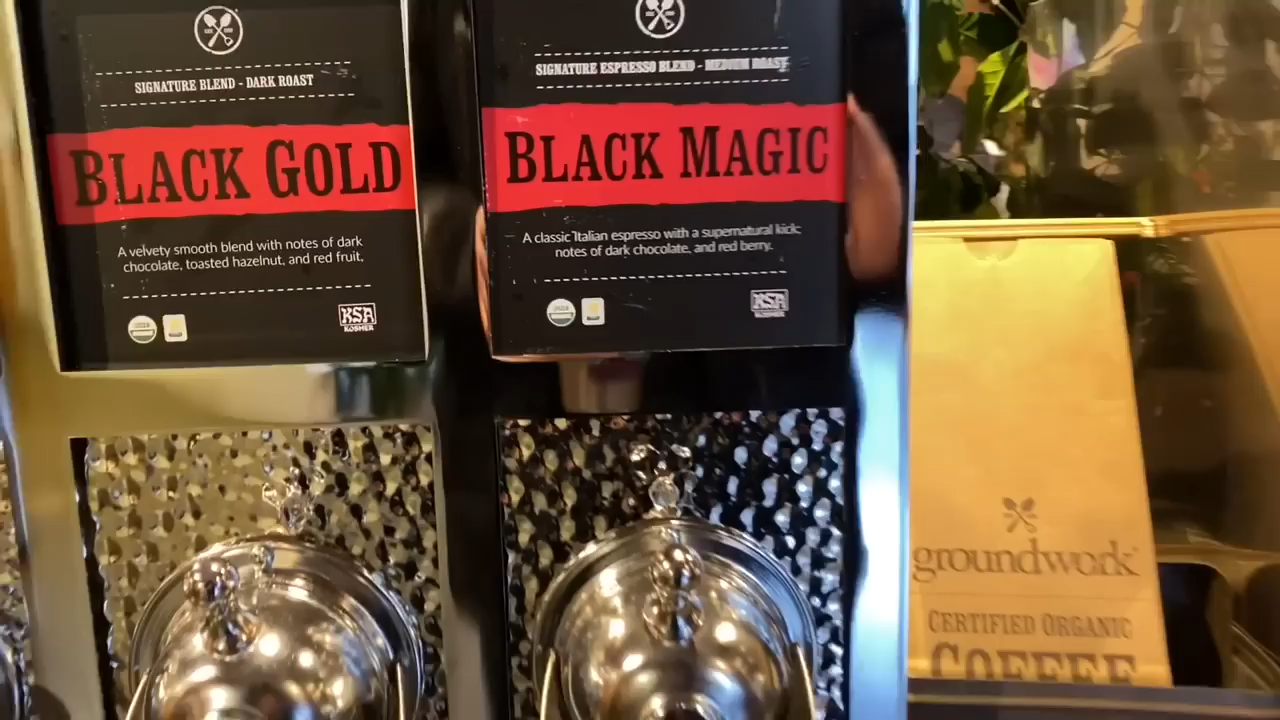 SIGNATURE BLEND - DARK ROAST
BLACK GOLD
A velvety smooth blend with notes of dark
chocolate, toasted hazelnut, and red fruit.
KSA
KOSHER
SIGNATURE ESPRESSO BLEND - MEDIUM ROAST
BLACK MAGIC
A classic Italian espresso with a supernatural kick;
notes of dark chocolate, and red berry.
KSA
KOSHER
groundwork
CERTIFIED ORGANIC
COFFEE